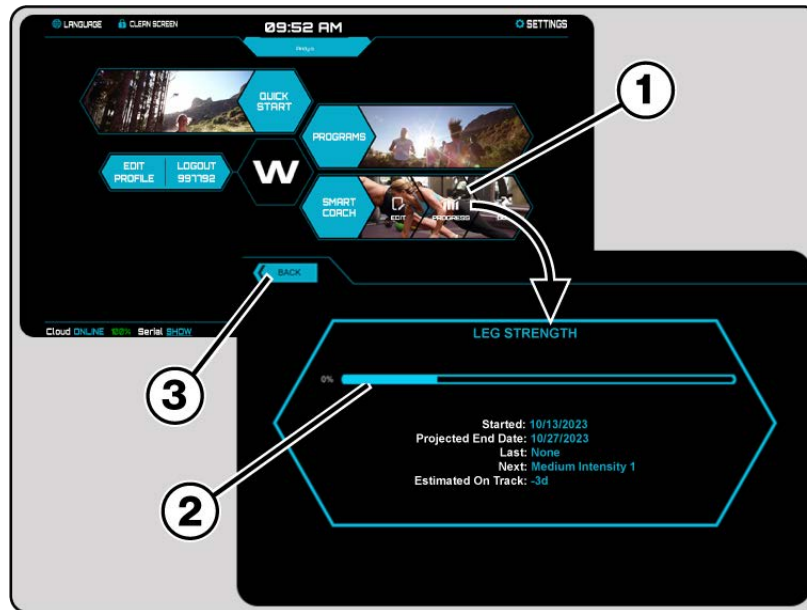 LANGUAGE
CLEAN SCREEN
09:52 AM
SETTINGS
QUICK
START
1
PROGRAMS
EDIT
PROFILE
LOGOUT
997792
W
SMART
COACH
EDIT
PROGRESS
BACK
Cloud ONLINE 100% Serial SHOW
3
LEG STRENGTH
0%
2
Started: 10/13/2023
Projected End Date: 10/27/2023
Last: None
Next: Medium Intensity 1
Estimated On Track: -3d